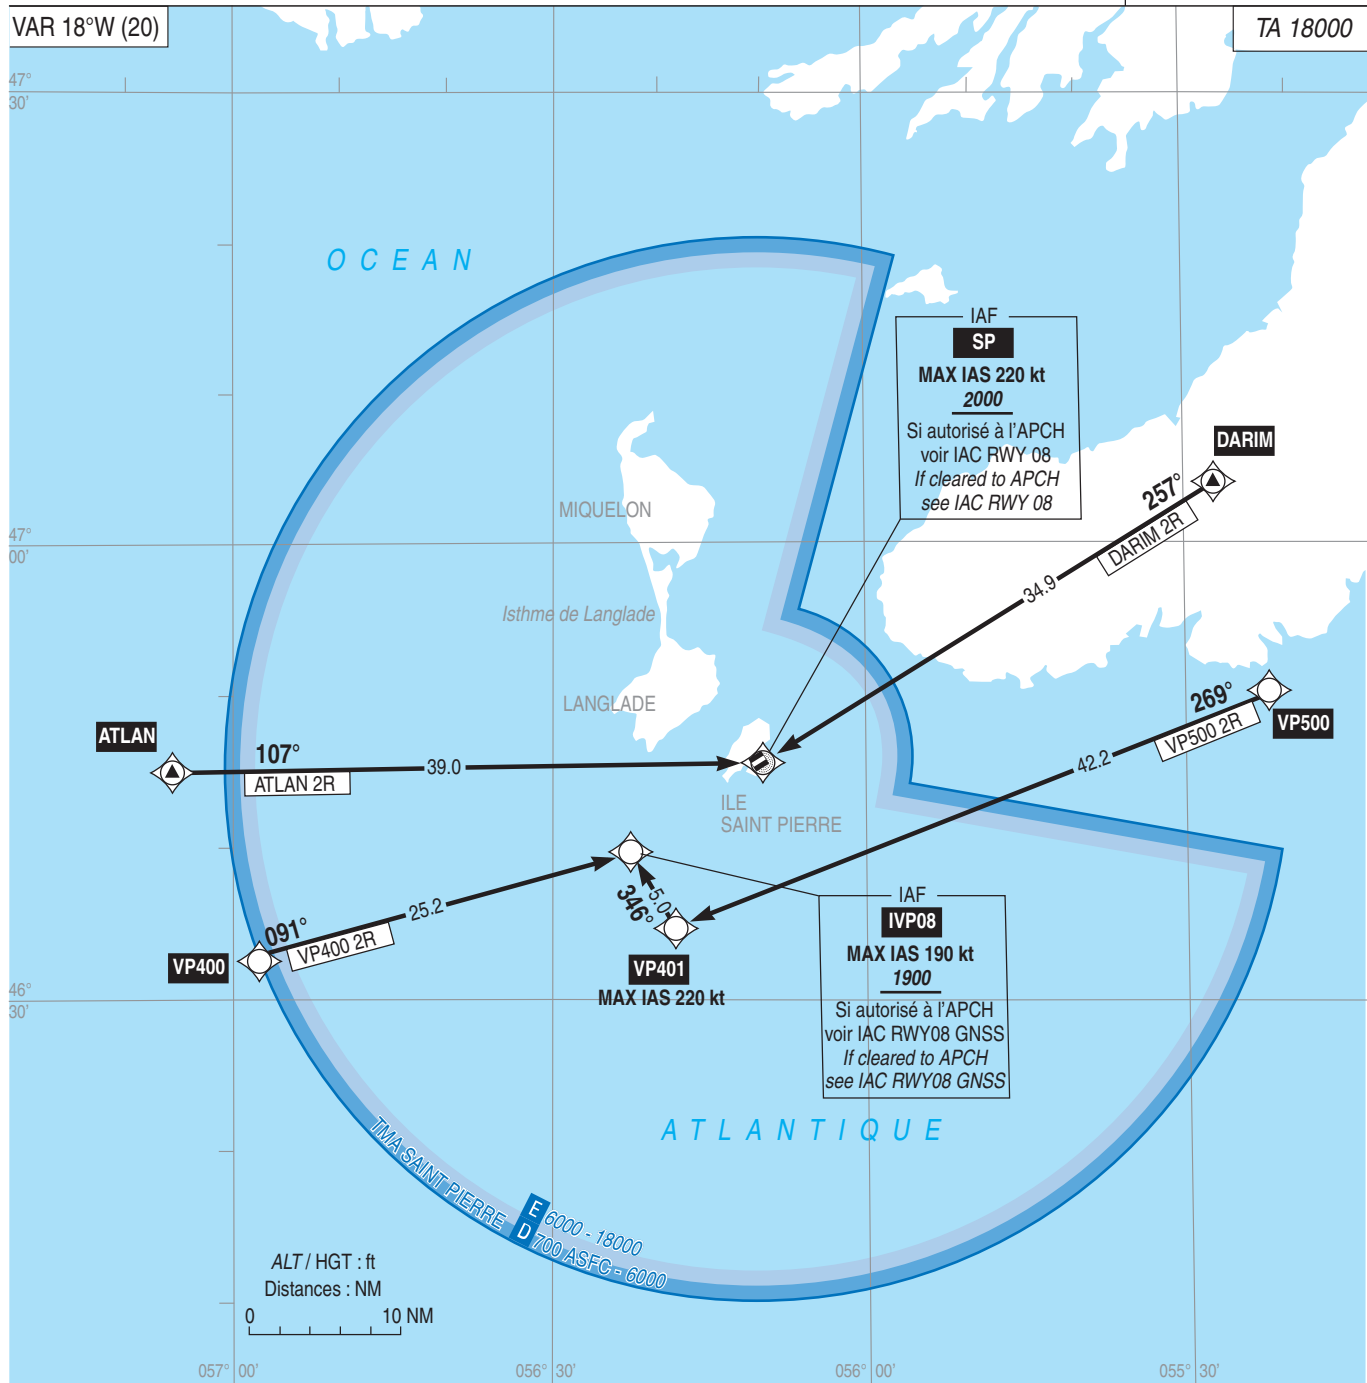 VAR 18°W (20)
TA 18000
47°
30'
OCEAN
IAF
SP
MAX IAS 220 kt
2000
Si autorisé à l'APCH
voir IAC RWY 08
If cleared to APCH
see IAC RWY 08
DARIM
257°
DARIM 2R
34.9
MIQUELON
47°
00'
Isthme de Langlade
LANGLADE
269°
VP500 2R
VP500
42.2
ATLAN
107°
ATLAN 2R
39.0
ILE
SAINT PIERRE
5.0
346°
25.2
091°
VP400 2R
VP400
VP401
MAX IAS 220 kt
IAF
IVP08
MAX IAS 190 kt
1900
Si autorisé à l'APCH
voir IAC RWY08 GNSS
If cleared to APCH
see IAC RWY08 GNSS
46°
30'
ATLANTIQUE
TMA SAINT PIERRE
E 6000 - 18000
D 700 ASFC - 6000
ALT / HGT : ft
Distances : NM
0 10 NM
057° 00'
056° 30'
056° 00'
055° 30'